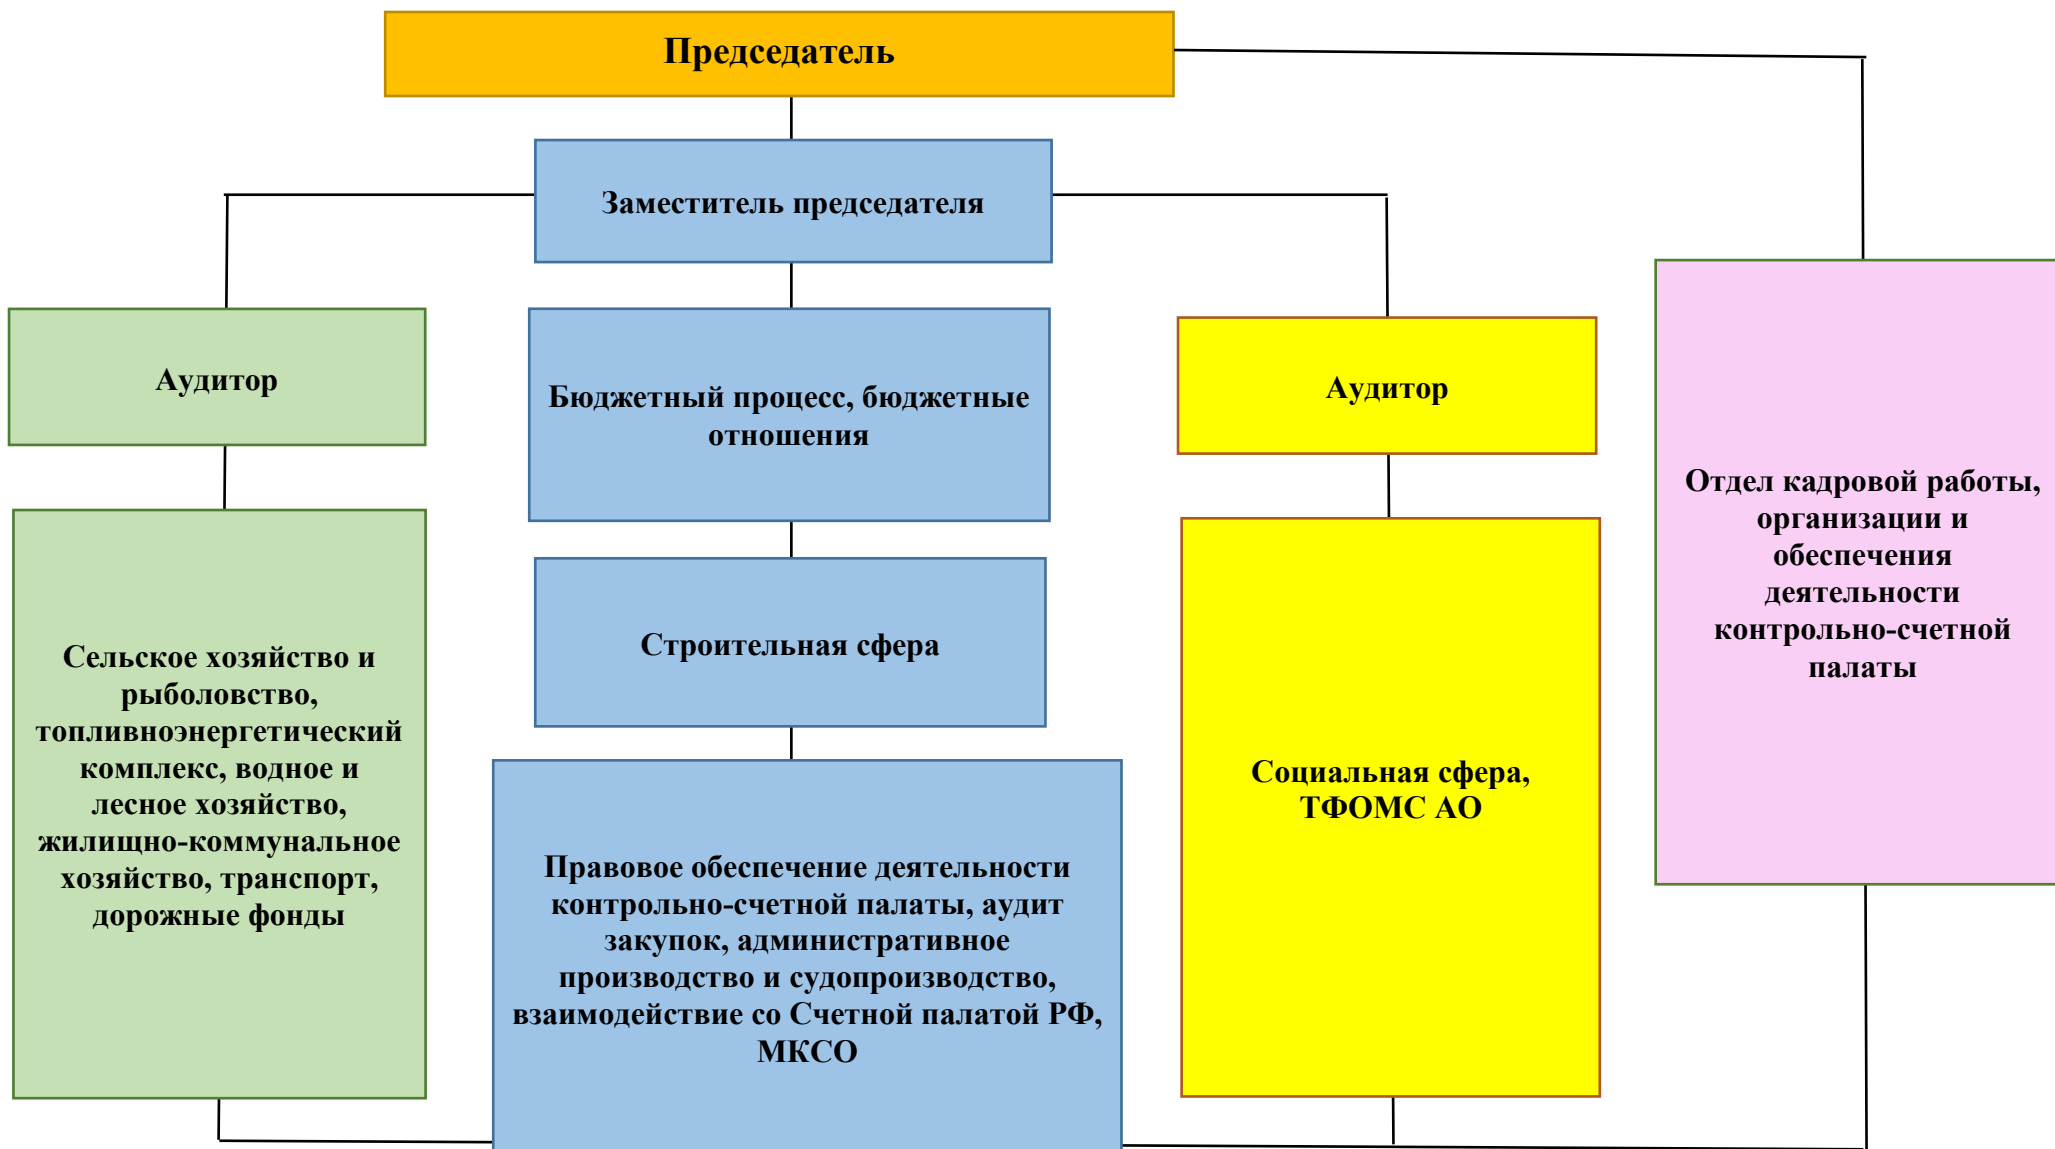 Председатель
Заместитель председателя
Аудитор
Сельское хозяйство и
рыболовство,
топливноэнергетический
комплекс, водное и
лесное хозяйство,
жилищно-коммунальное
хозяйство, транспорт,
дорожные фонды
Бюджетный процесс, бюджетные
отношения
Строительная сфера
Правовое обеспечение деятельности
контрольно-счетной палаты, аудит
закупок, административное
производство и судопроизводство,
взаимодействие со Счетной палатой РФ,
МКСО
Аудитор
Социальная сфера,
ТФОМС АО
Отдел кадровой работы,
организации и
обеспечения
деятельности
контрольно-счетной
палаты